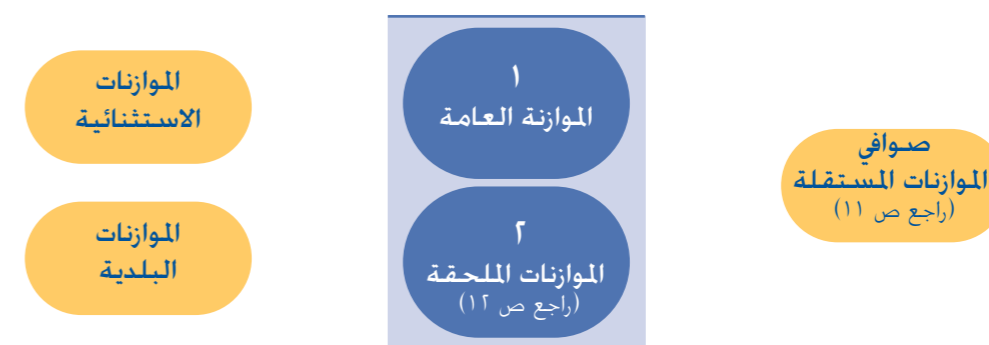 صوافي
الموازنات المستقلة
(راجع ص ١١)
١
الموازنة العامة
٢
الموازنات الملحقة
(راجع ص ١٢)
الموازنات
الاستثنائية
الموازنات
البلدية